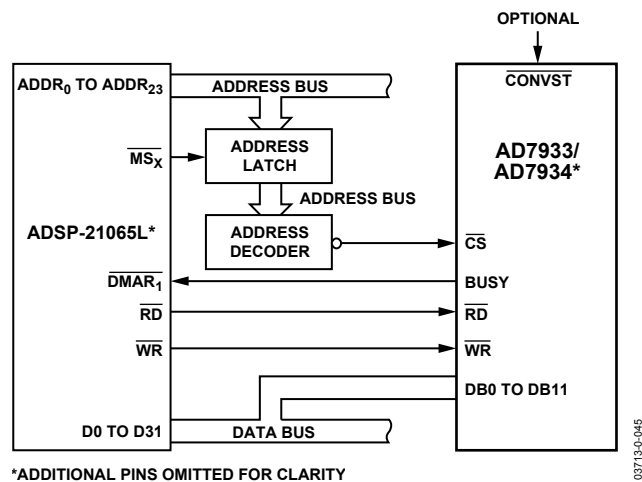 OPTIONAL
ADDR0 TO ADDR23
ADDRESS BUS
CONVST
MSX
ADDRESS
LATCH
AD7933/
AD7934*
ADDRESS BUS
ADSP-21065L*
ADDRESS
DECODER
CS
DMAR1
BUSY
RD
RD
WR
WR
DB0 TO DB11
D0 TO D31
DATA BUS
*ADDITIONAL PINS OMITTED FOR CLARITY
03713-0-045